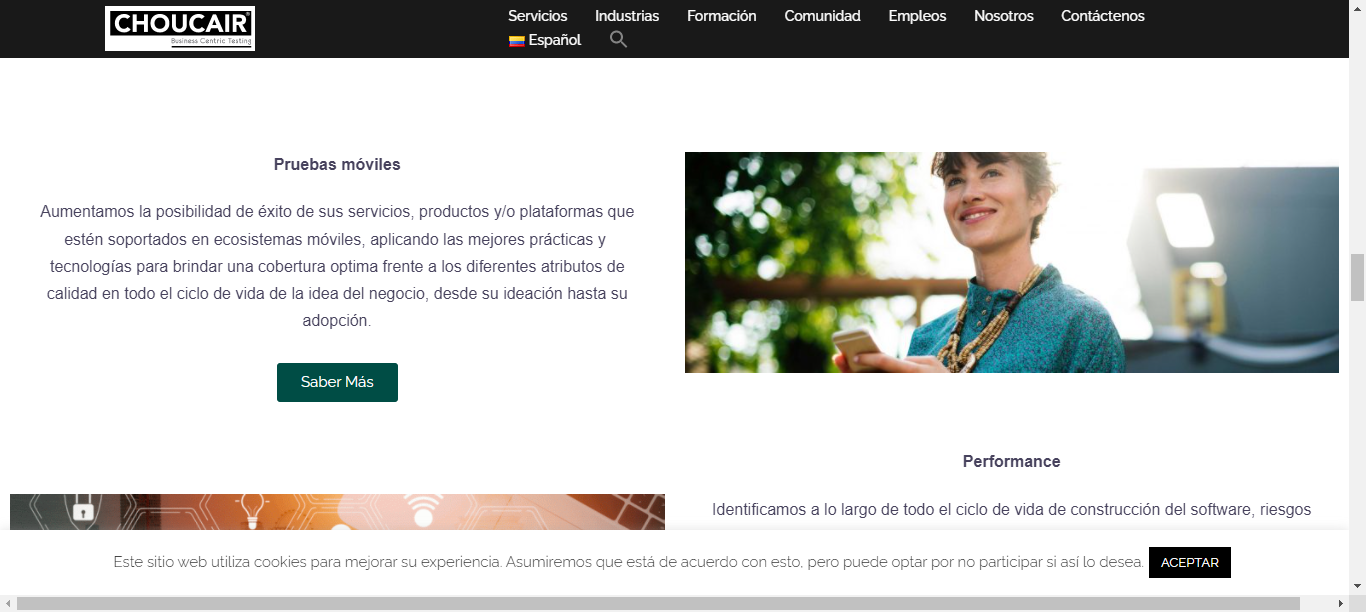 CHOUCAIR®
Business Centric Testing
Servicios Industrias Formación Comunidad Empleos Nosotros Contáctenos
Español
Pruebas móviles
Aumentamos la posibilidad de éxito de sus servicios, productos y/o plataformas que
estén soportados en ecosistemas móviles, aplicando las mejores prácticas y
tecnologías para brindar una cobertura optima frente a los diferentes atributos de
calidad en todo el ciclo de vida de la idea del negocio, desde su ideación hasta su
adopción.
Saber Más
Performance
Identificamos a lo largo de todo el ciclo de vida de construcción del software, riesgos
Este sitio web utiliza cookies para mejorar su experiencia. Asumiremos que está de acuerdo con esto, pero puede optar por no participar si así lo desea. ACEPTAR